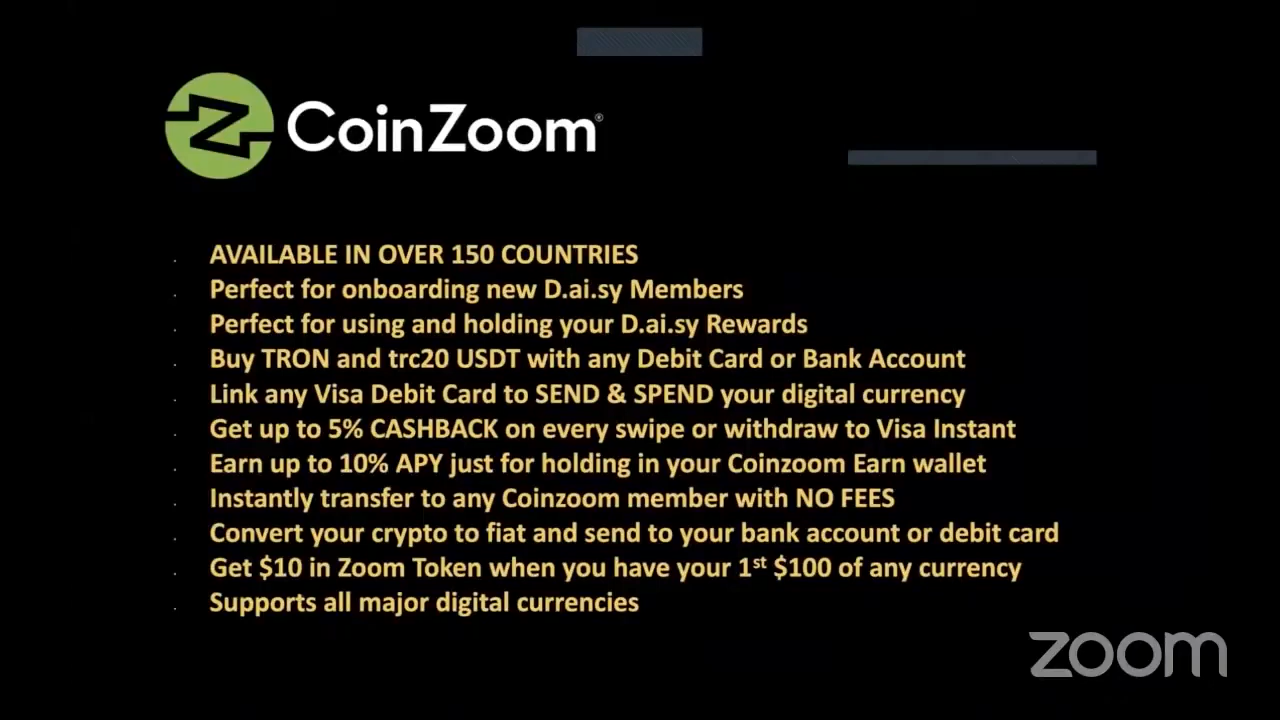 CoinZoom®
AVAILABLE IN OVER 150 COUNTRIES
Perfect for onboarding new D.ai.sy Members
Perfect for using and holding your D.ai.sy Rewards
Buy TRON and trc20 USDT with any Debit Card or Bank Account
Link any Visa Debit Card to SEND & SPEND your digital currency
Get up to 5% CASHBACK on every swipe or withdraw to Visa Instant
Earn up to 10% APY just for holding in your Coinzoom Earn wallet
Instantly transfer to any Coinzoom member with NO FEES
Convert your crypto to fiat and send to your bank account or debit card
Get $10 in Zoom Token when you have your 1st $100 of any currency
Supports all major digital currencies
zoom